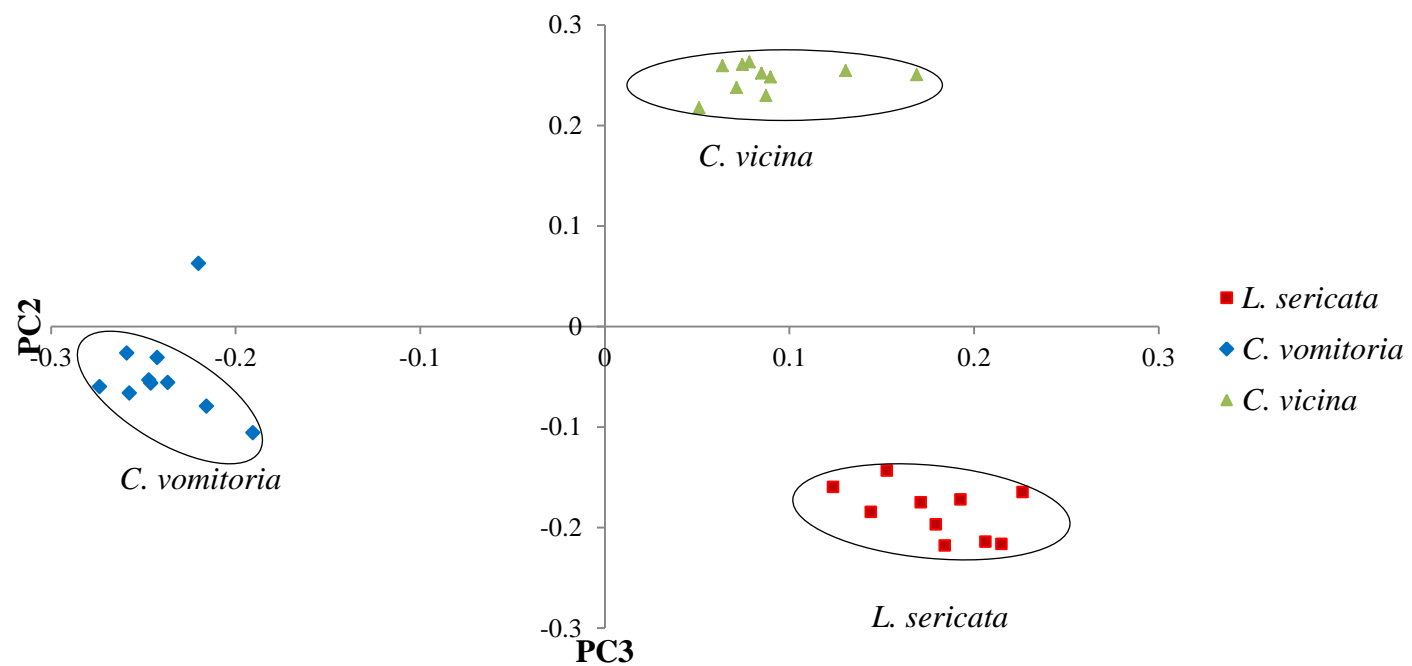 0.3
0.2
C. vicina
0.1
PC2
-0.3
-0.2
-0.1
0
0
0.1
0.2
0.3
L. sericata
C. vomitoria
C. vicina
-0.1
C. vomitoria
-0.2
L. sericata
-0.3
PC3